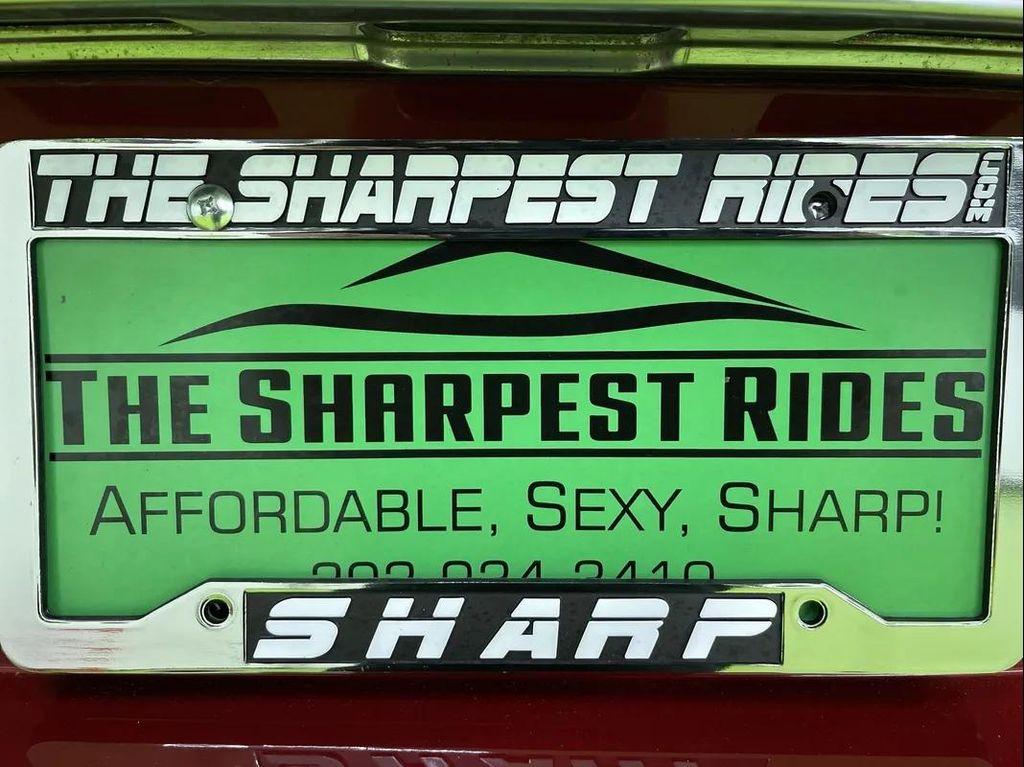 THE SHARPEST RIDES.COM
THE SHARPEST RIDES
AFFORDABLE, SEXY, SHARP!
SHARP